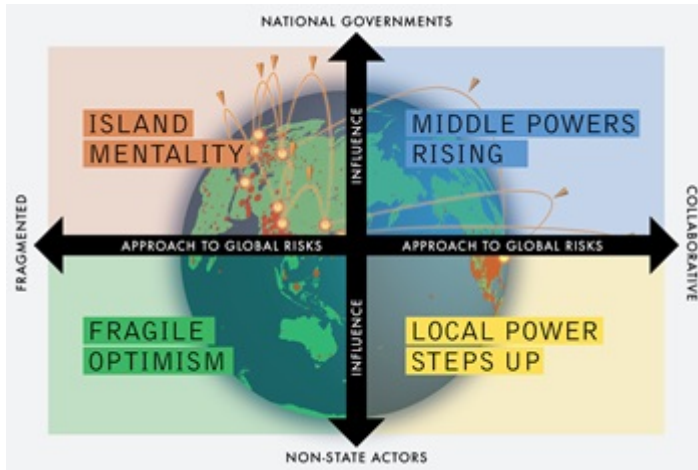 NATIONAL GOVERNMENTS
ISLAND
MENTALITY
INFLUENCE
MIDDLE POWERS
RISING
FRAGMENTED
APPROACH TO GLOBAL RISKS
APPROACH TO GLOBAL RISKS
COLLABORATIVE
FRAGILE
OPTIMISM
INFLUENCE
LOCAL POWER
STEPS UP
NON-STATE ACTORS